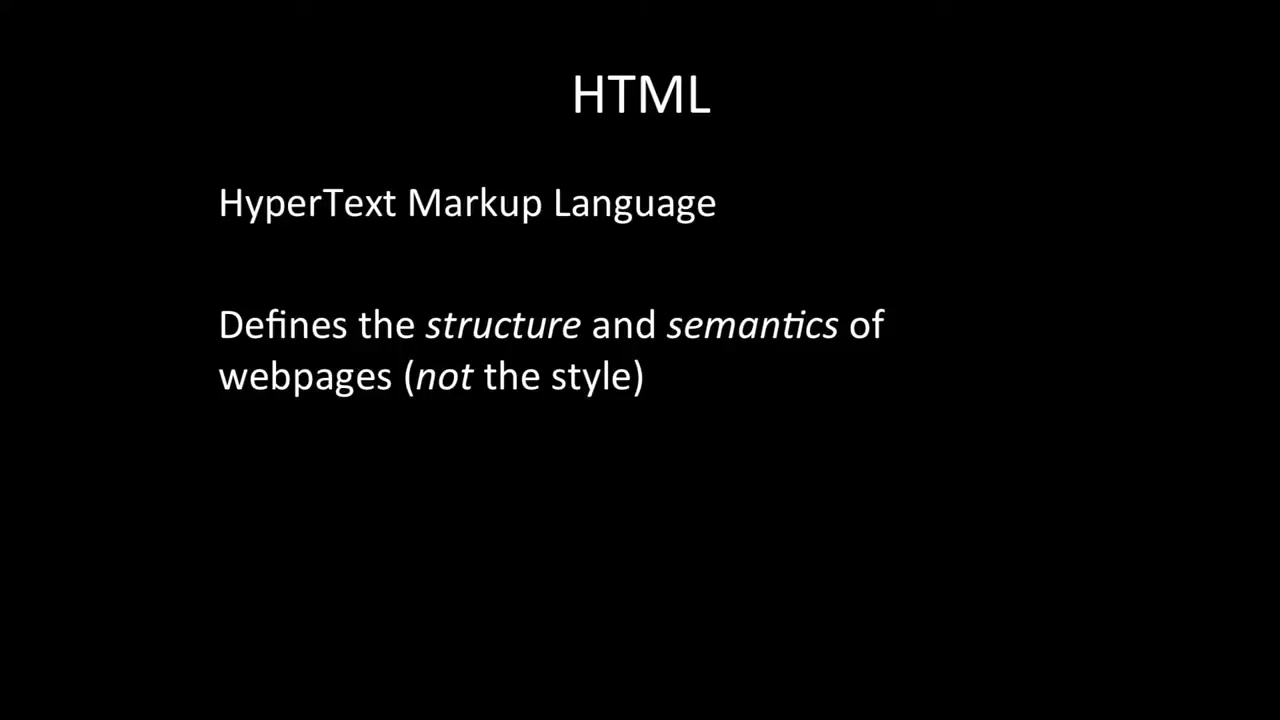 HTML
HyperText Markup Language
Defines the structure and semantics of
webpages (not the style)